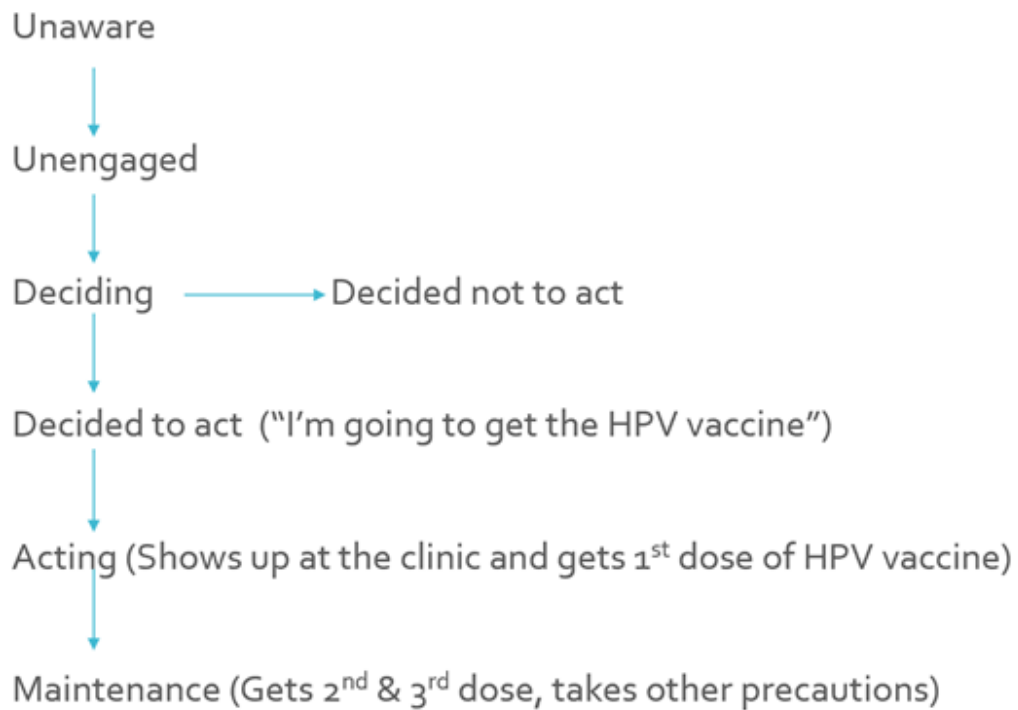 Unaware
Unengaged
Deciding
Decided not to act
Decided to act (“I’m going to get the HPV vaccine”)
Acting (Shows up at the clinic and gets 1st dose of HPV vaccine)
Maintenance (Gets 2nd & 3rd dose, takes other precautions)